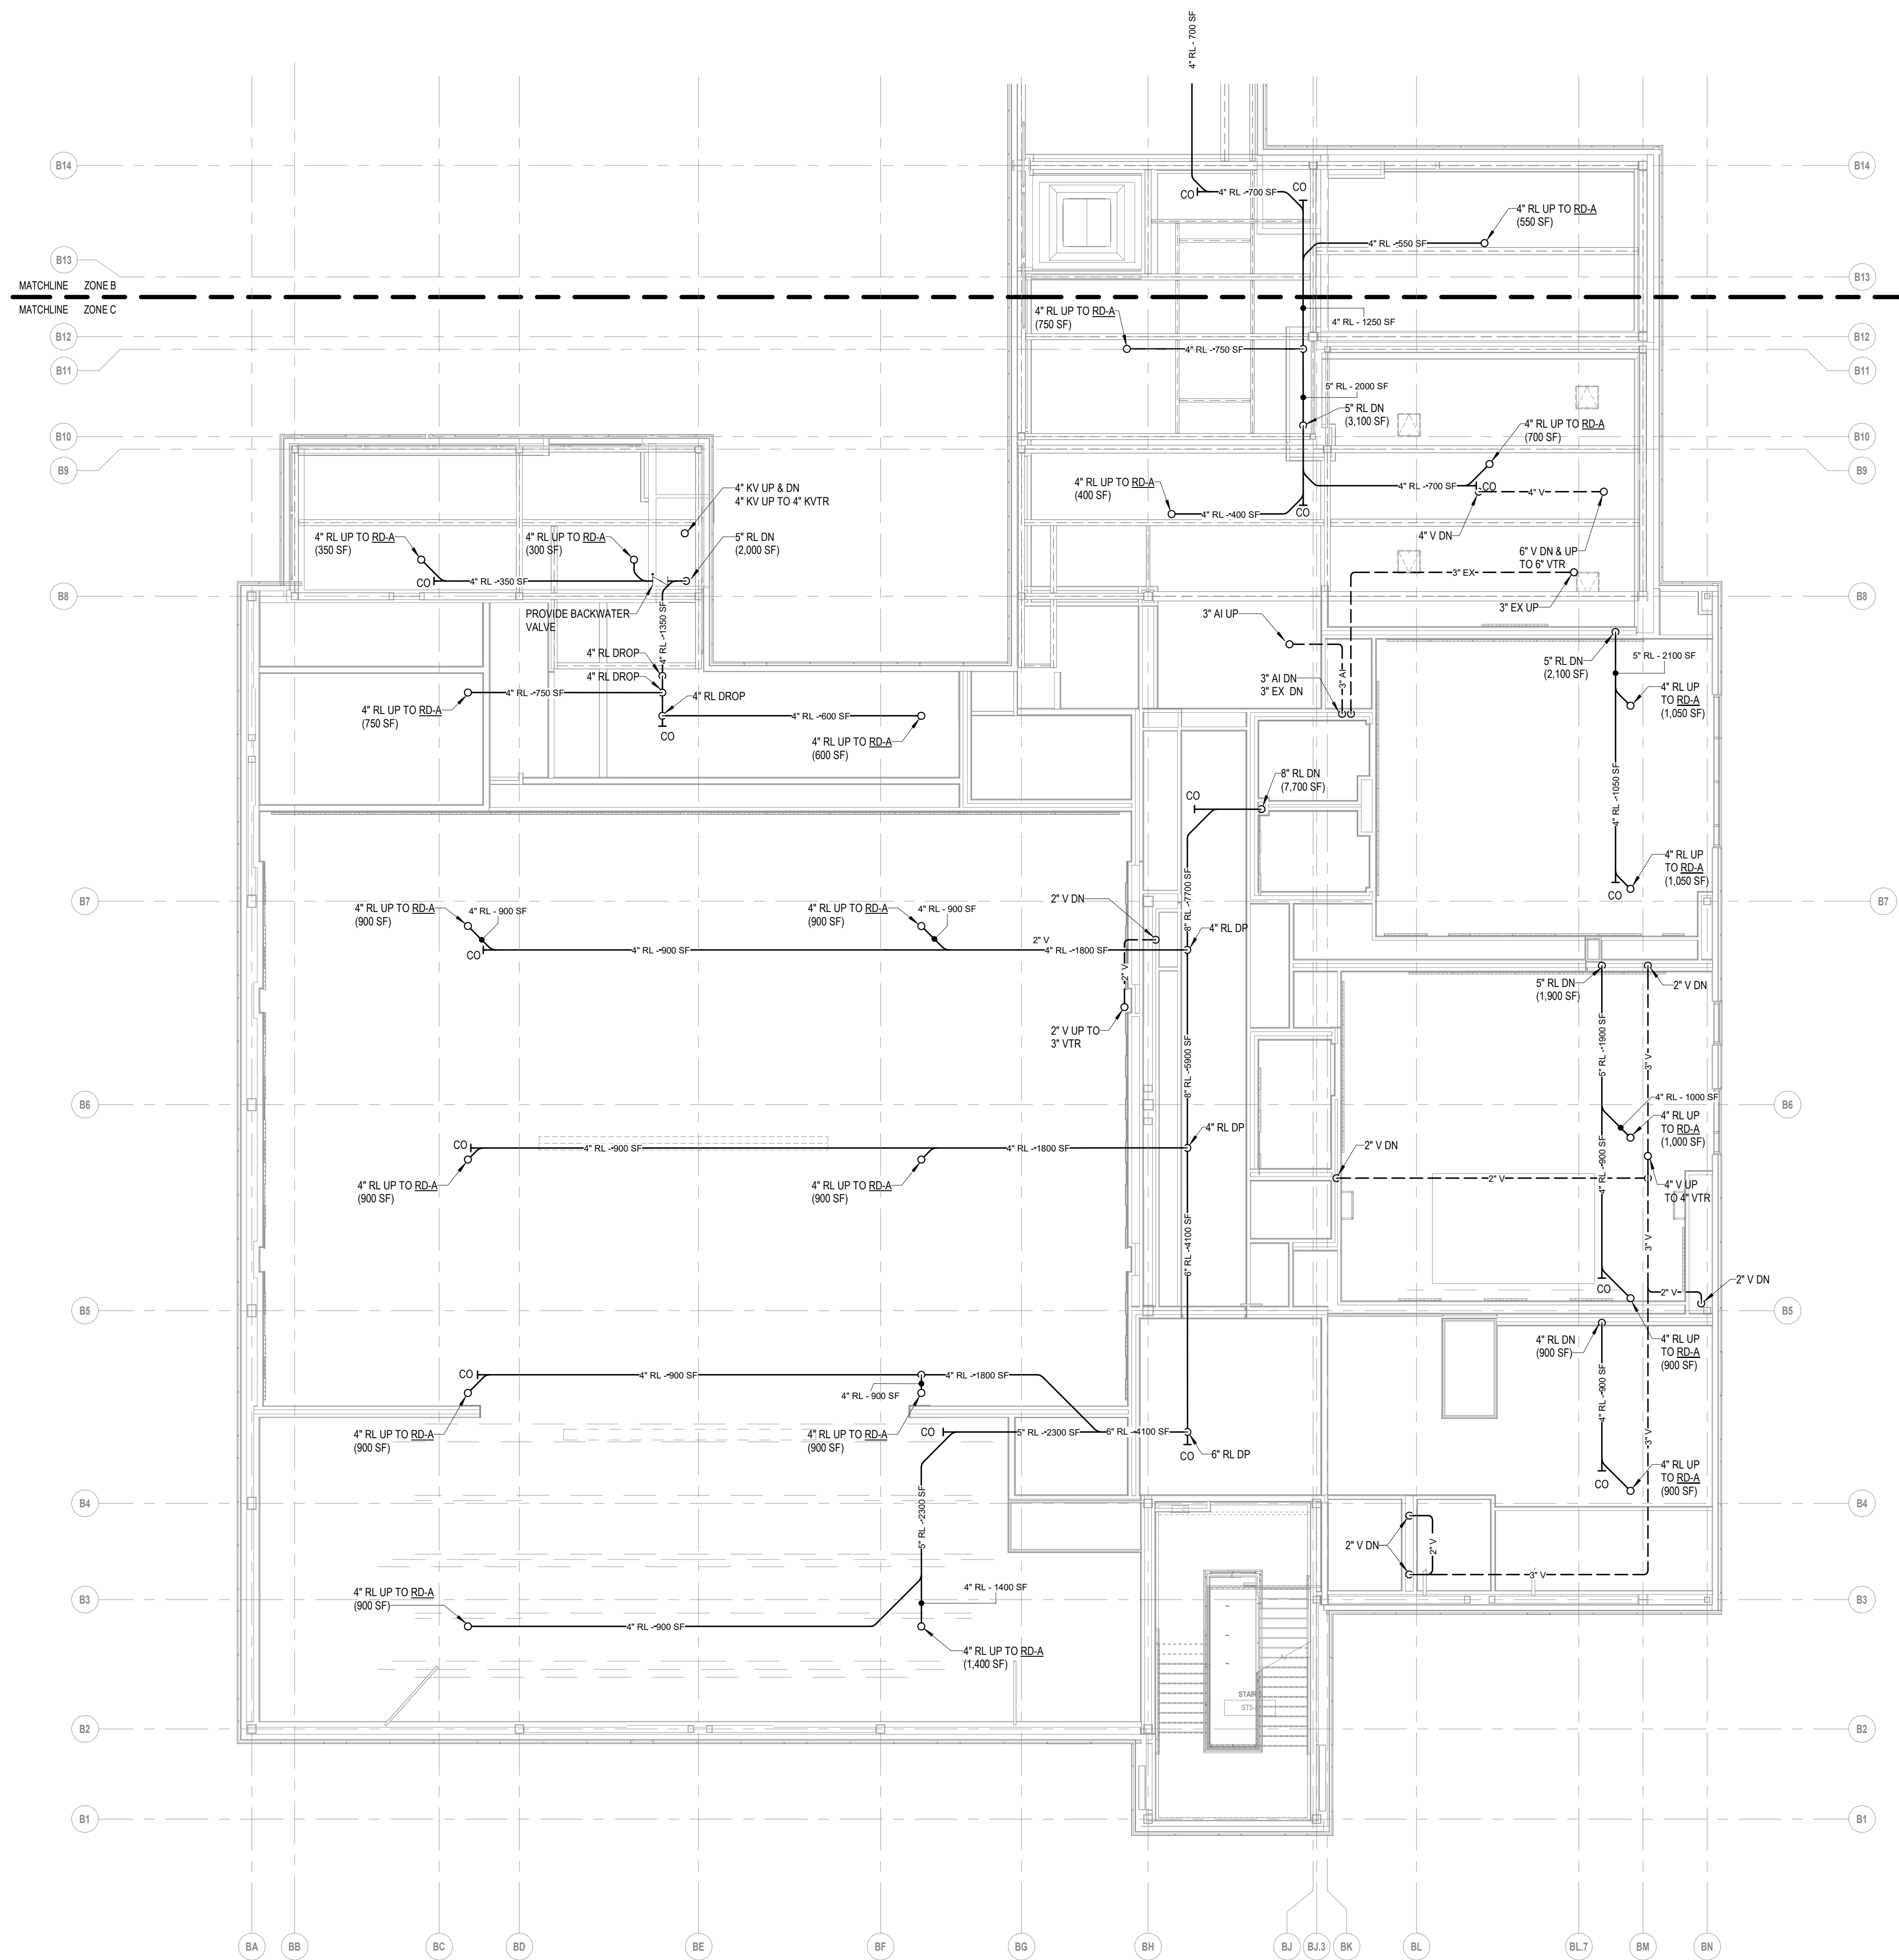 4" RL - 700 SF
B14
B14
CO
4" RL - 700 SF
CO
4" RL UP TO RD-A
(550 SF)
4" RL - 550 SF
B13
B13
MATCHLINE ZONE B
MATCHLINE ZONE C
4" RL UP TO RD-A
(750 SF)
4" RL - 1250 SF
B12
B12
4" RL - 750 SF
B11
B11
5" RL - 2000 SF
5" RL DN
(3,100 SF)
B10
4" RL UP TO RD-A
(700 SF)
B10
B9
B9
4" KV UP & DN
4" KV UP TO 4" KVTR
4" RL UP TO RD-A
(400 SF)
4" RL - 700 SF
CO
4" V
4" RL - 400 SF
CO
4" V DN
4" RL UP TO RD-A
(350 SF)
4" RL UP TO RD-A
(300 SF)
5" RL DN
(2,000 SF)
6" V DN & UP
TO 6" VTR
CO
4" RL - 350 SF
3" EX
B8
B8
PROVIDE BACKWATER
VALVE
4" RL - 1350 SF
3" AI UP
3" EX UP
4" RL DROP
4" RL DROP
4" RL DROP
3" AI
3" AI DN
3" EX DN
5" RL DN
(2,100 SF)
5" RL - 2100 SF
4" RL UP
TO RD-A
(1,050 SF)
4" RL - 750 SF
4" RL UP TO RD-A
(750 SF)
4" RL - 600 SF
CO
4" RL UP TO RD-A
(600 SF)
8" RL DN
(7,700 SF)
CO
4" RL - 1050 SF
4" RL UP
TO RD-A
(1,050 SF)
CO
B7
B7
4" RL UP TO RD-A
(900 SF)
4" RL - 900 SF
4" RL UP TO RD-A
(900 SF)
4" RL - 900 SF
2" V DN
8" RL - 7700 SF
4" RL DP
CO
4" RL - 900 SF
2" V
4" RL - 1800 SF
2" V
2" V UP TO
3" VTR
5" RL DN
(1,900 SF)
2" V DN
8" RL - 5900 SF
5" RL - 1900 SF
3" V
B6
B6
4" RL - 1000 SF
4" RL UP
TO RD-A
(1,000 SF)
CO
4" RL - 900 SF
4" RL - 1800 SF
4" RL DP
2" V DN
4" RL UP TO RD-A
(900 SF)
4" RL UP TO RD-A
(900 SF)
4" RL - 900 SF
2" V
4" V UP
TO 4" VTR
6" RL - 4100 SF
3" V
CO
2" V
2" V DN
B5
B5
4" RL DN
(900 SF)
4" RL UP
TO RD-A
(900 SF)
CO
4" RL - 900 SF
4" RL - 1800 SF
4" RL - 900 SF
4" RL - 900 SF
4" RL UP TO RD-A
(900 SF)
4" RL UP TO RD-A
(900 SF)
CO
5" RL - 2300 SF
6" RL - 4100 SF
6" RL DP
CO
3" V
4" RL UP
TO RD-A
(900 SF)
CO
B4
B4
5" RL - 2300 SF
2" V DN
2" V
3" V
4" RL UP TO RD-A
(900 SF)
4" RL - 1400 SF
B3
B3
4" RL - 900 SF
4" RL UP TO RD-A
(1,400 SF)
STAIR
ST5-
B2
B2
B1
B1
BA
BB
BC
BD
BE
BF
BG
BH
BJ
BJ.3
BK
BL
BL.7
BM
BN